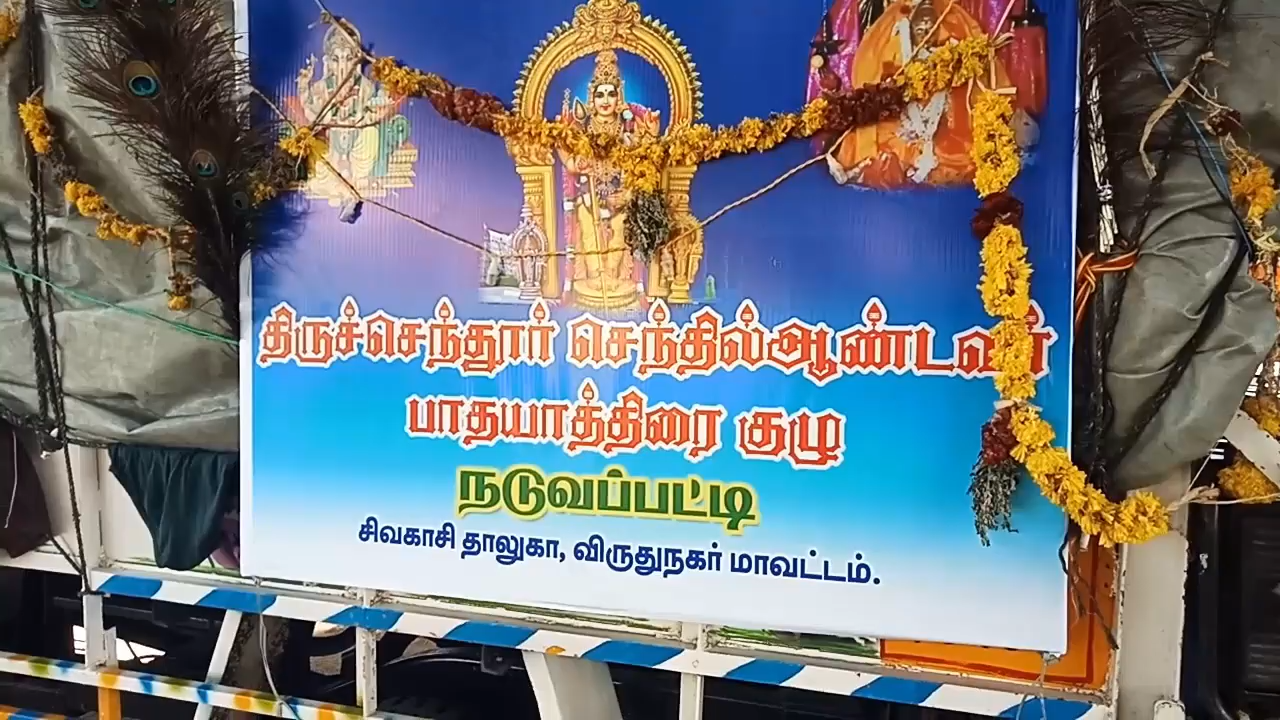 திருச்செந்தூர் செந்தில்ஆண்டவர்
பாதயாத்திரை குழு
நடுவப்பட்டி
சிவகாசி தாலுகா, விருதுநகர் மாவட்டம்.